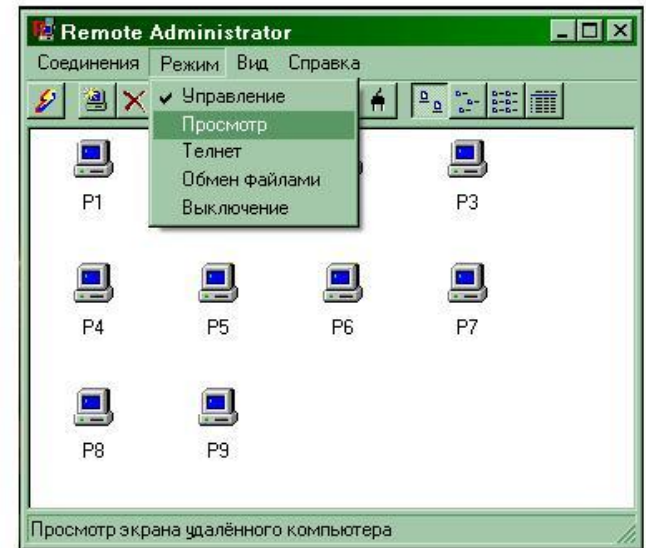 Remote Administrator
Соединения Режим Вид Справка
Управление
Просмотр
Телнет
Обмен файлами
Выключение
P1 P3
P4 P5 P6 P7
P8 P9
Просмотр экрана удалённого компьютера